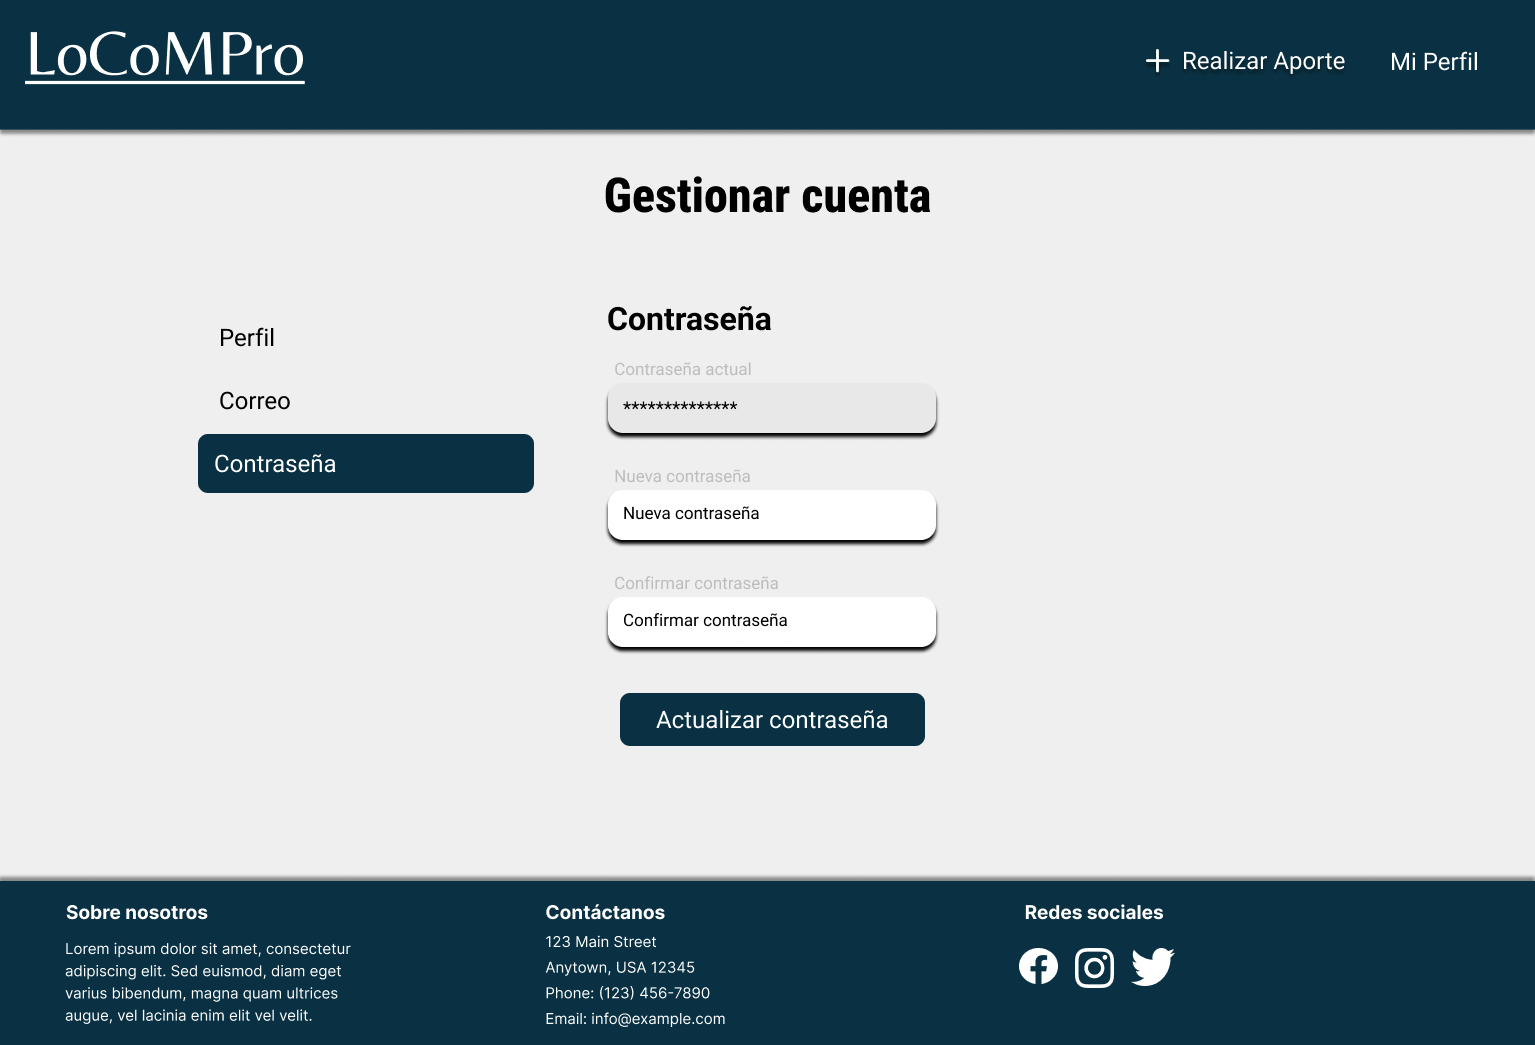 LoCoMPro
Realizar Aporte
Mi Perfil
Gestionar cuenta
Perfil
Correo
Contraseña
Contraseña
Contraseña actual
**************
Nueva contraseña
Nueva contraseña
Confirmar contraseña
Confirmar contraseña
Actualizar contraseña
Sobre nosotros
Lorem ipsum dolor sit amet, consectetur
adipiscing elit. Sed euismod, diam eget
varius bibendum, magna quam ultrices
augue, vel lacinia enim elit vel velit.
Contáctanos
123 Main Street
Anytown, USA 12345
Phone: (123) 456-7890
Email: info@example.com
Redes sociales